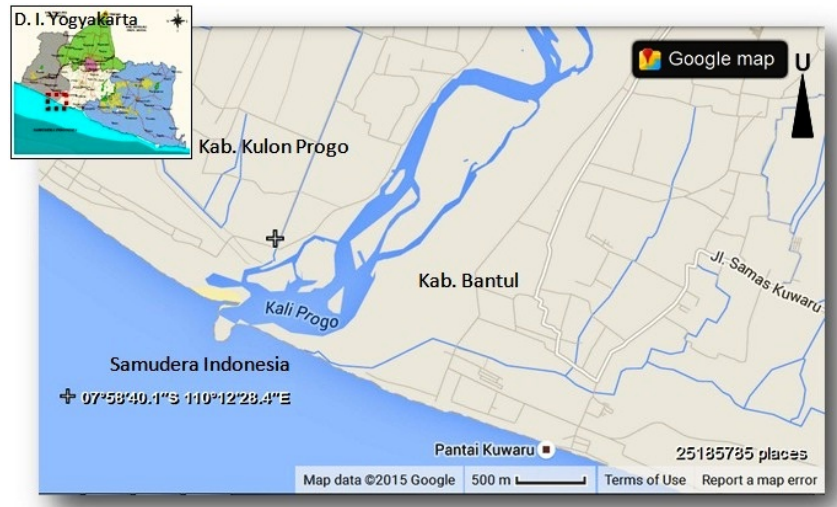 D. I. Yogyakarta
Google map
U
Kab. Kulon Progo
Kab. Bantul
Jl. Samas Kuwaru
Kali Progo
Samudera Indonesia
07°58'40.1"S 110°12'28.4"E
Pantai Kuwaru
25185785 places
Map data ©2015 Google 500 m Terms of Use Report a map error